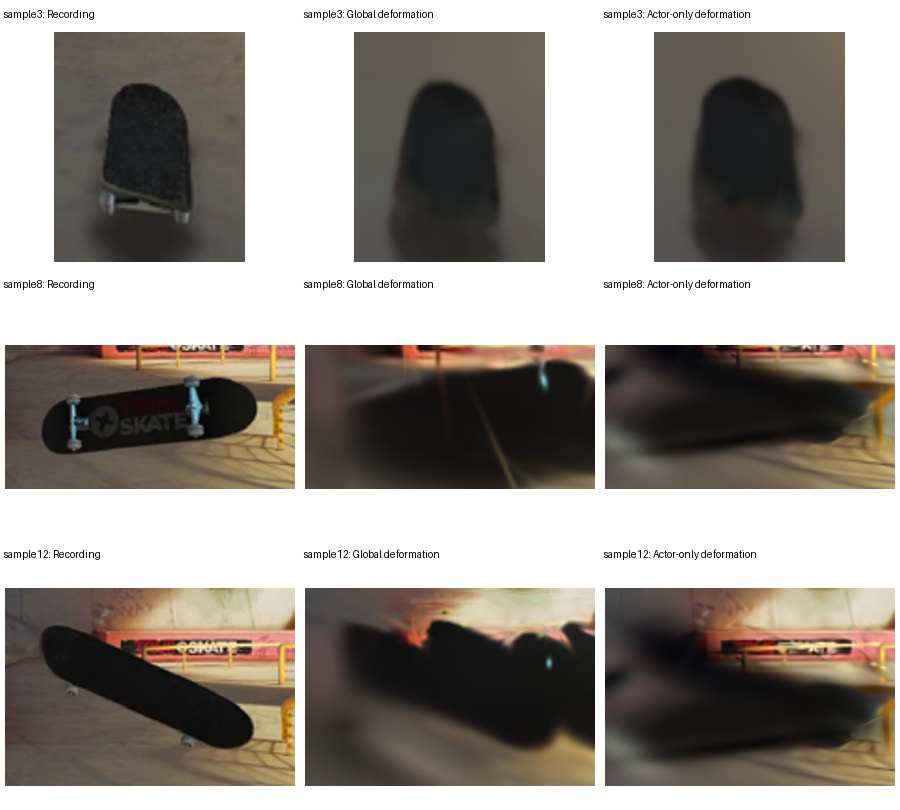 sample3: Recording
sample3: Global deformation
sample3: Actor-only deformation
sample8: Recording
sample8: Global deformation
sample8: Actor-only deformation
SKATE
sample12: Recording
sample12: Global deformation
sample12: Actor-only deformation
SKATE